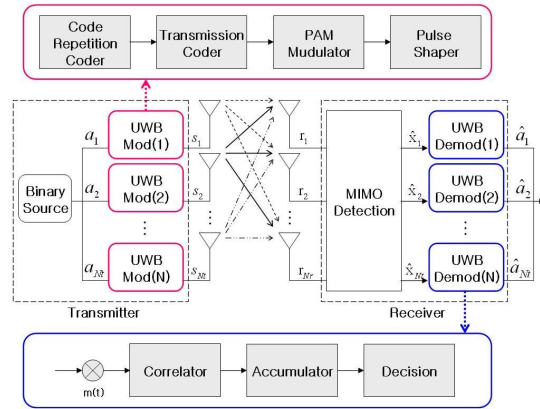 Code
Repetition
Coder
Transmission
Coder
PAM
Mudulator
Pulse
Shaper
Binary
Source
a1
a2
aNt
UWB
Mod(1)
UWB
Mod(2)
⋮
UWB
Mod(N)
s1
s2
⋮
sNt
r1
r2
⋮
rNr
MIMO
Detection
x̂1
x̂2
x̂Nt
UWB
Demod(1)
UWB
Demod(2)
⋮
UWB
Demod(N)
â1
â2
âNt
Transmitter
Receiver
m(t)
Correlator
Accumulator
Decision